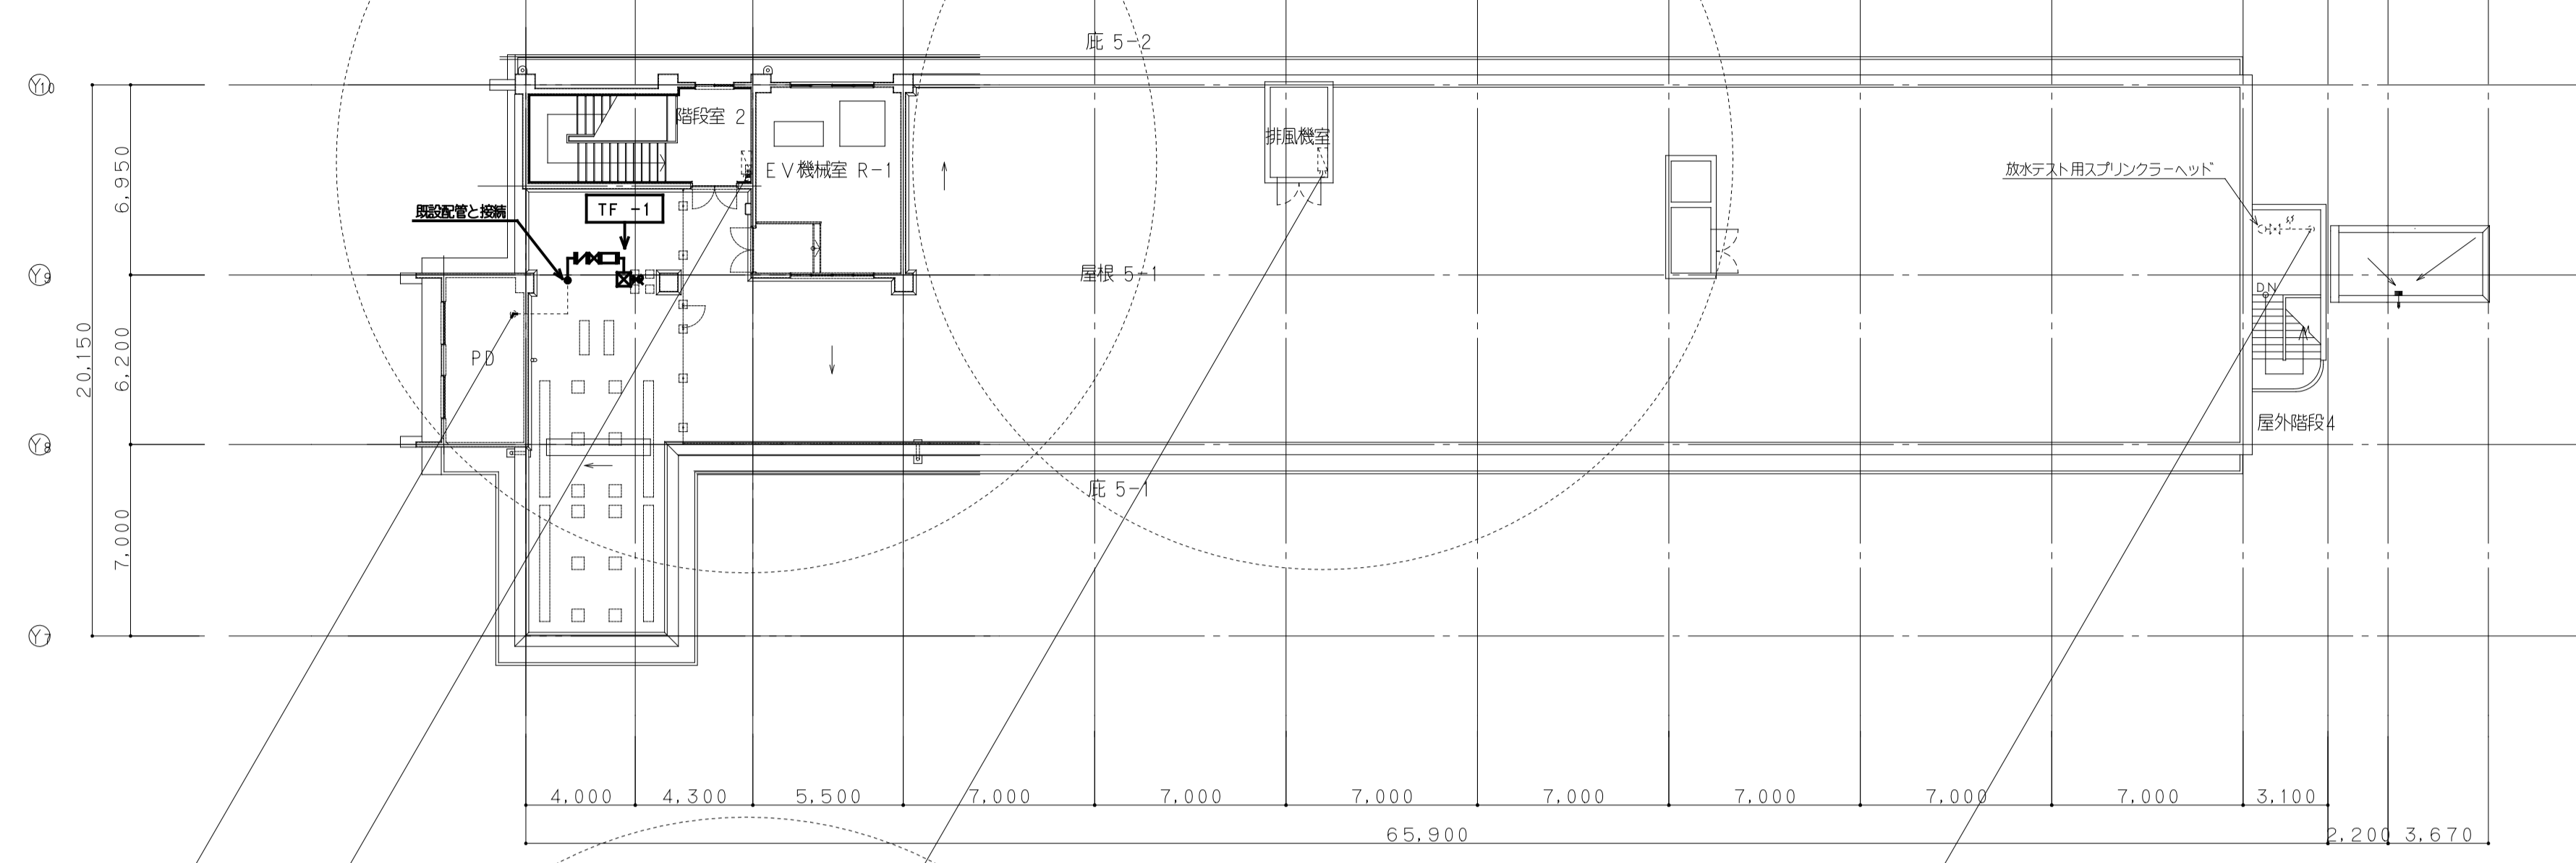 庇 5-2
Y10
階段室 2
排風機室
EV機械室 R-1
6,950
放水テスト用スプリンクラーヘッド
既設配管と接続
TF -1
Y9
屋根 5-1
DN
20,150
6,200
PD
屋外階段4
Y8
庇 5-1
7,000
Y7
4,000 4,300 5,500 7,000 7,000 7,000 7,000 7,000 7,000 7,000 3,100
65,900 2,200 3,670